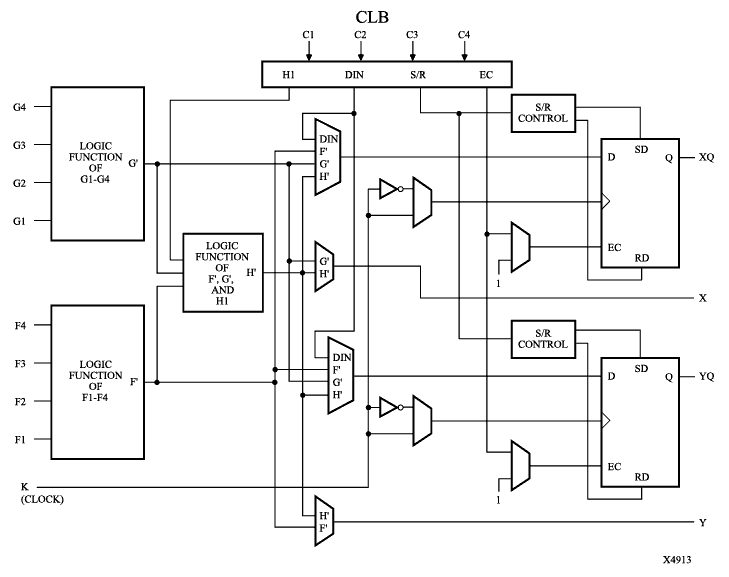 CLB
C1 C2 C3 C4
H1 DIN S/R EC
S/R
CONTROL
G4
G3
G2
G1
LOGIC
FUNCTION
OF
G1-G4
G'
DIN
F'
G'
H'
SD
D
Q
XQ
EC
RD
1
LOGIC
FUNCTION
OF
F', G',
AND
H1
H'
G'
H'
X
F4
F3
F2
F1
LOGIC
FUNCTION
OF
F1-F4
F'
S/R
CONTROL
DIN
F'
G'
H'
SD
D
Q
YQ
EC
RD
1
K
(CLOCK)
H'
F'
Y
X4913